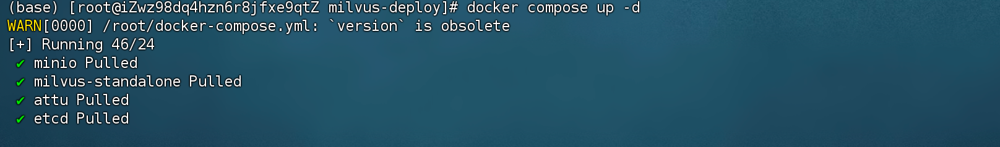 (base) [root@iZwz98dq4hzn6r8jfxe9qtZ milvus-deploy]# docker compose up -d
WARN[0000] /root/docker-compose.yml: `version` is obsolete
[+] Running 46/24
✔ minio Pulled
✔ milvus-standalone Pulled
✔ attu Pulled
✔ etcd Pulled